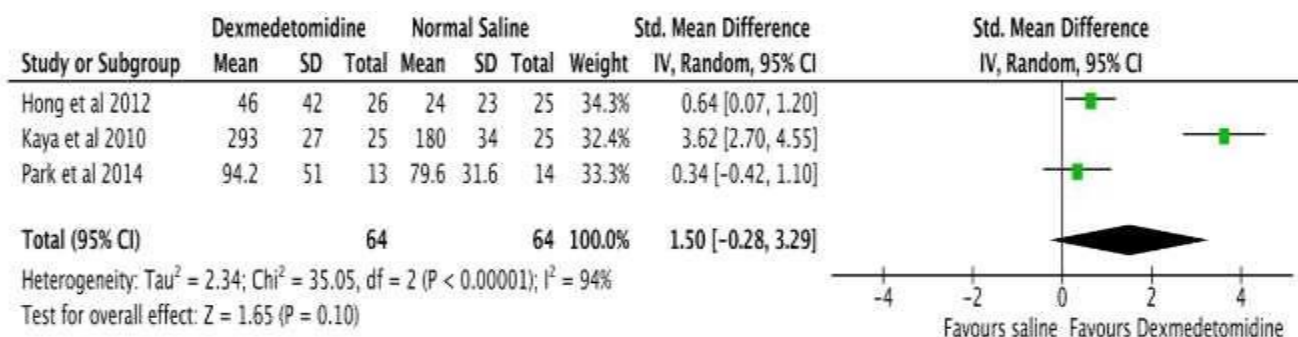 Dexmedetomidine Normal Saline Std. Mean Difference Std. Mean Difference
Study or Subgroup Mean SD Total Mean SD Total Weight IV, Random, 95% CI IV, Random, 95% CI
Hong et al 2012 46 42 26 24 23 25 34.3% 0.64 [0.07, 1.20]
Kaya et al 2010 293 27 25 180 34 25 32.4% 3.62 [2.70, 4.55]
Park et al 2014 94.2 51 13 79.6 31.6 14 33.3% 0.34 [−0.42, 1.10]
Total (95% CI) 64 64 100.0% 1.50 [−0.28, 3.29]
Heterogeneity: Tau² = 2.34; Chi² = 35.05, df = 2 (P < 0.00001); I² = 94%
Test for overall effect: Z = 1.65 (P = 0.10)
−4 −2 0 2 4
Favours saline Favours Dexmedetomidine